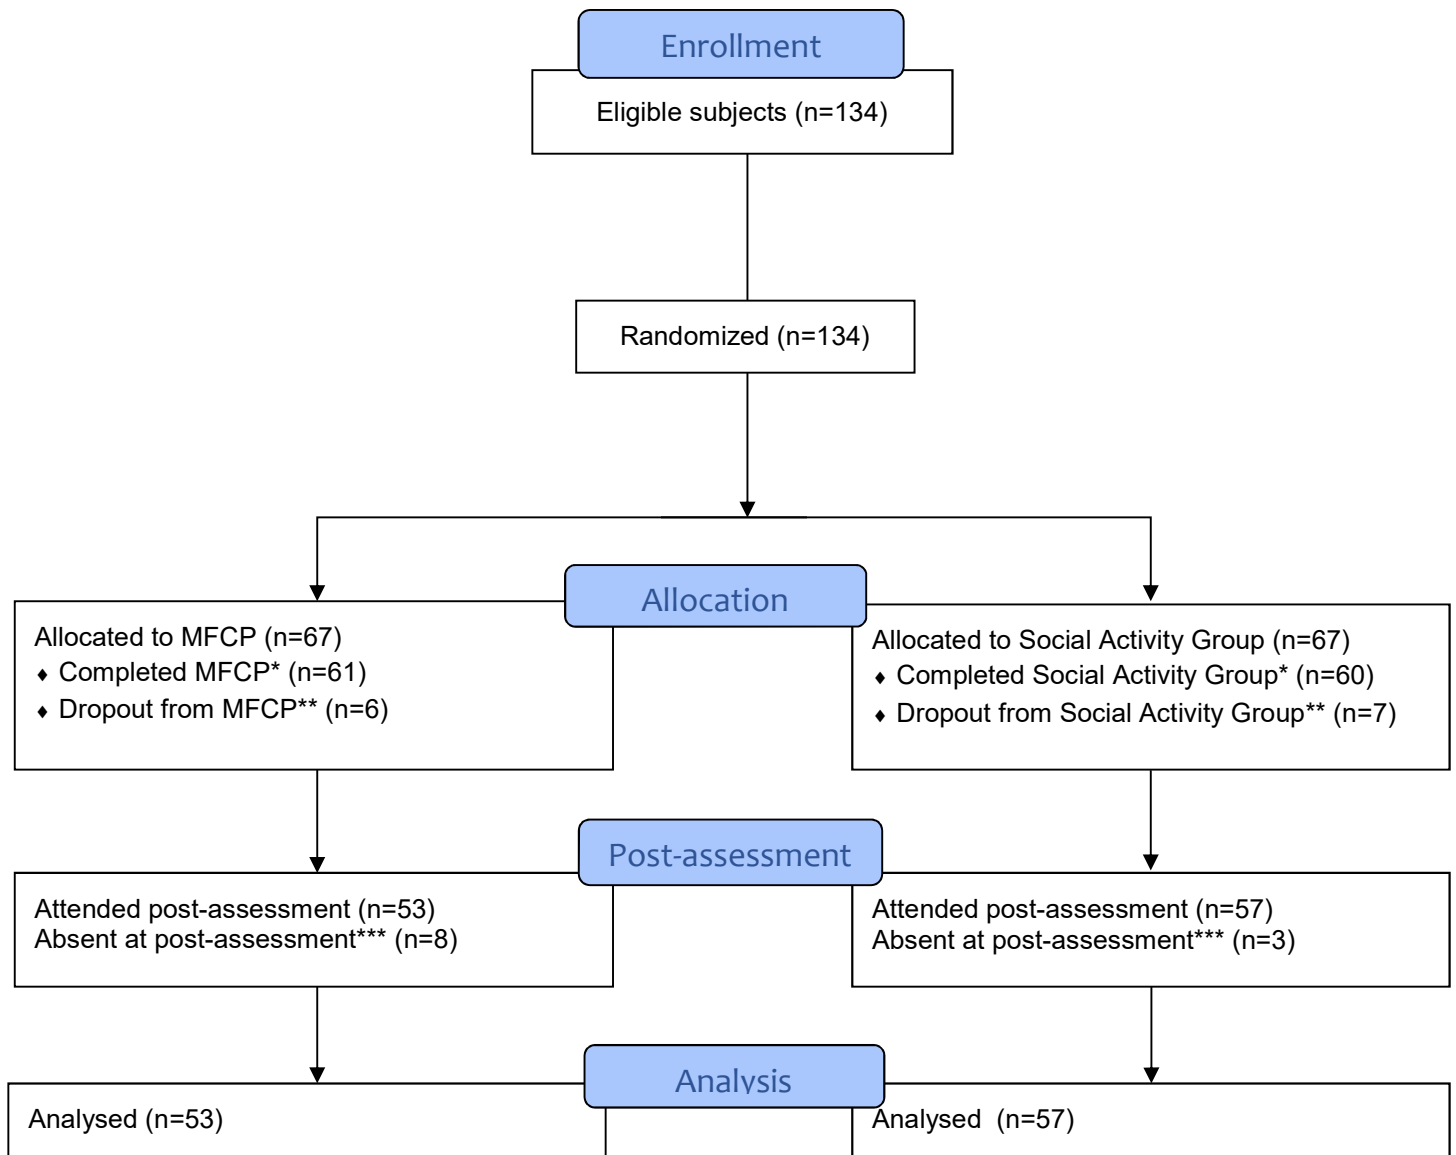 Enrollment
Eligible subjects (n=134)
Randomized (n=134)
Allocation
Allocated to MFCP (n=67)
♦ Completed MFCP* (n=61)
♦ Dropout from MFCP** (n=6)
Allocated to Social Activity Group (n=67)
♦ Completed Social Activity Group* (n=60)
♦ Dropout from Social Activity Group** (n=7)
Post-assessment
Attended post-assessment (n=53)
Absent at post-assessment*** (n=8)
Attended post-assessment (n=57)
Absent at post-assessment*** (n=3)
Analysis
Analysed (n=53)
Analysed (n=57)